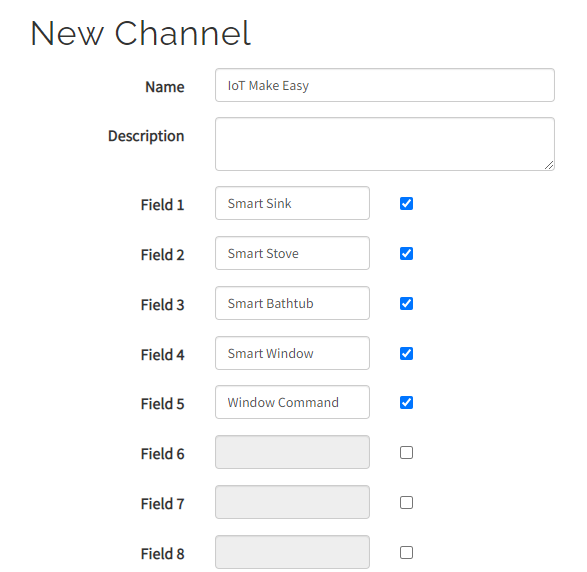 New Channel
Name IoT Make Easy
Description
Field 1 Smart Sink
Field 2 Smart Stove
Field 3 Smart Bathtub
Field 4 Smart Window
Field 5 Window Command
Field 6
Field 7
Field 8